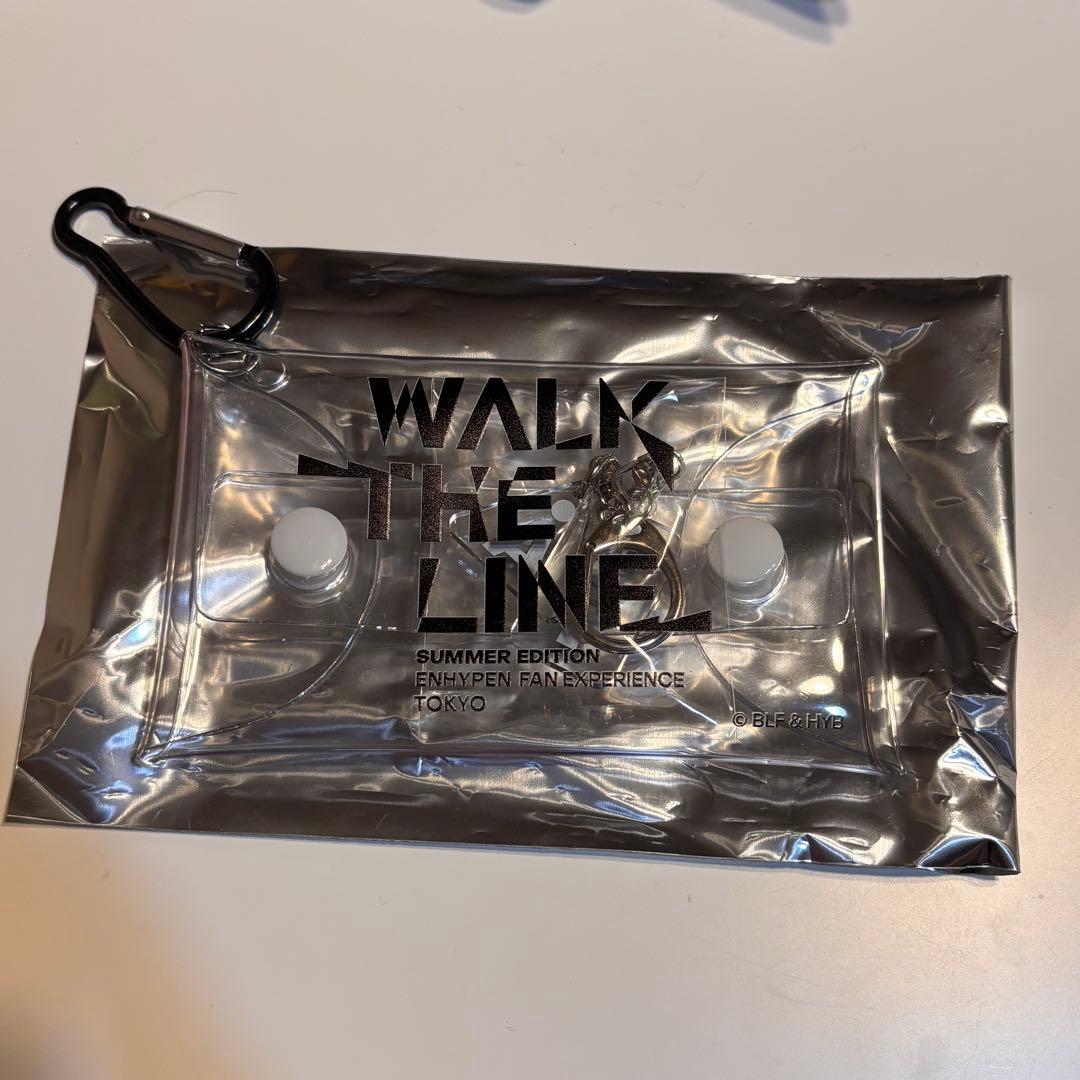 WALK
THE
LINE
SUMMER EDITION
ENHYPEN FAN EXPERIENCE
TOKYO
© BLF & HYB